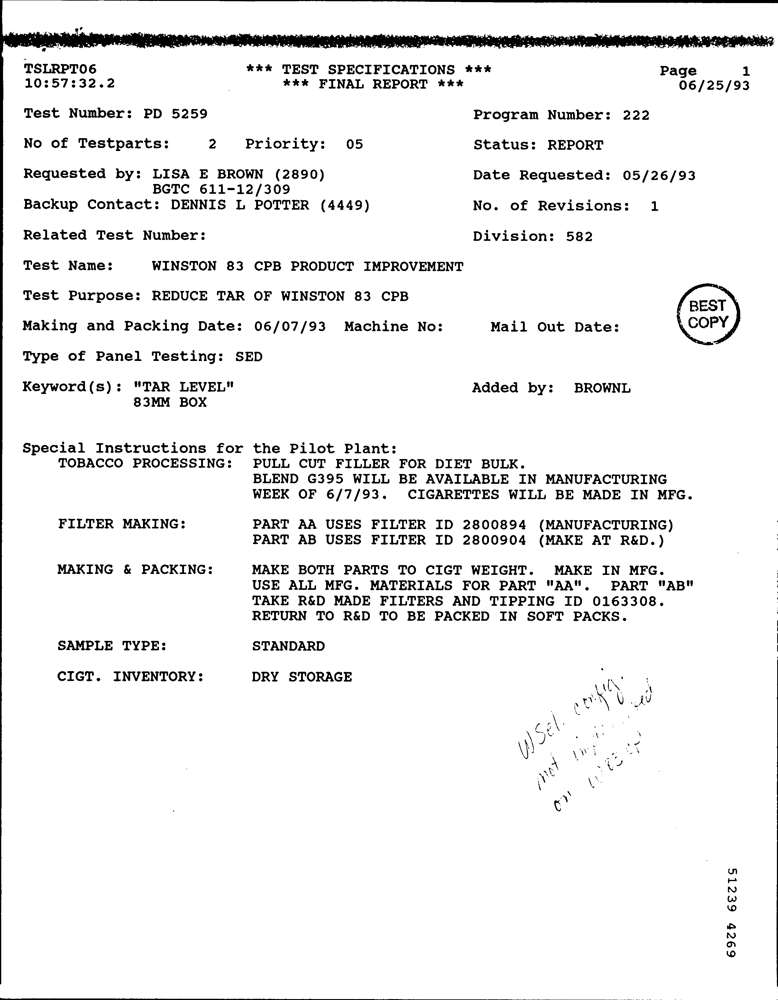 TSLRPT06 *** TEST SPECIFICATIONS *** Page 1
10:57:32.2 *** FINAL REPORT *** 06/25/93
Test Number: PD 5259 Program Number: 222
No of Testparts: 2 Priority: 05 Status: REPORT
Requested by: LISA E BROWN (2890) Date Requested: 05/26/93
BGTC 611-12/309
Backup Contact: DENNIS L POTTER (4449) No. of Revisions: 1
Related Test Number: Division: 582
Test Name: WINSTON 83 CPB PRODUCT IMPROVEMENT
Test Purpose: REDUCE TAR OF WINSTON 83 CPB
BEST
COPY
Making and Packing Date: 06/07/93 Machine No: Mail Out Date:
Type of Panel Testing: SED
Keyword(s): "TAR LEVEL" Added by: BROWNL
83MM BOX
Special Instructions for the Pilot Plant:
TOBACCO PROCESSING: PULL CUT FILLER FOR DIET BULK.
BLEND G395 WILL BE AVAILABLE IN MANUFACTURING
WEEK OF 6/7/93. CIGARETTES WILL BE MADE IN MFG.
FILTER MAKING: PART AA USES FILTER ID 2800894 (MANUFACTURING)
PART AB USES FILTER ID 2800904 (MAKE AT R&D.)
MAKING & PACKING: MAKE BOTH PARTS TO CIGT WEIGHT. MAKE IN MFG.
USE ALL MFG. MATERIALS FOR PART "AA". PART "AB"
TAKE R&D MADE FILTERS AND TIPPING ID 0163308.
RETURN TO R&D TO BE PACKED IN SOFT PACKS.
SAMPLE TYPE: STANDARD
CIGT. INVENTORY: DRY STORAGE
WSel. config.
not
on
51239 4269